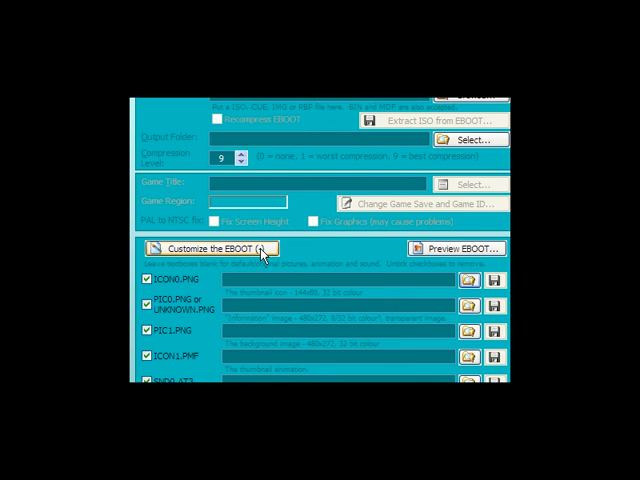 Browse...
Put a ISO, CUE, IMG or PBP file here. BIN and MDF are also accepted.
Recompress EBOOT
Extract ISO from EBOOT...
Output Folder:
Select...
Compression Level:
9
(0 = none, 1 = worst compression, 9 = best compression)
Game Title:
Select...
Game Region:
Change Game Save and Game ID...
PAL to NTSC fix:
Fix Screen Height
Fix Graphics (may cause problems)
Customize the EBOOT (
Preview EBOOT...
Leave textboxes blank for default/original pictures, animation and sound. Untick checkboxes to remove.
ICON0.PNG
The thumbnail icon - 144x80, 32 bit colour
PIC0.PNG or
UNKNOWN.PNG
"Information" image - 480x272, 8/32 bit colour, transparent image.
PIC1.PNG
The background image - 480x272, 32 bit colour
ICON1.PMF
The thumbnail animation.
SND0.AT3